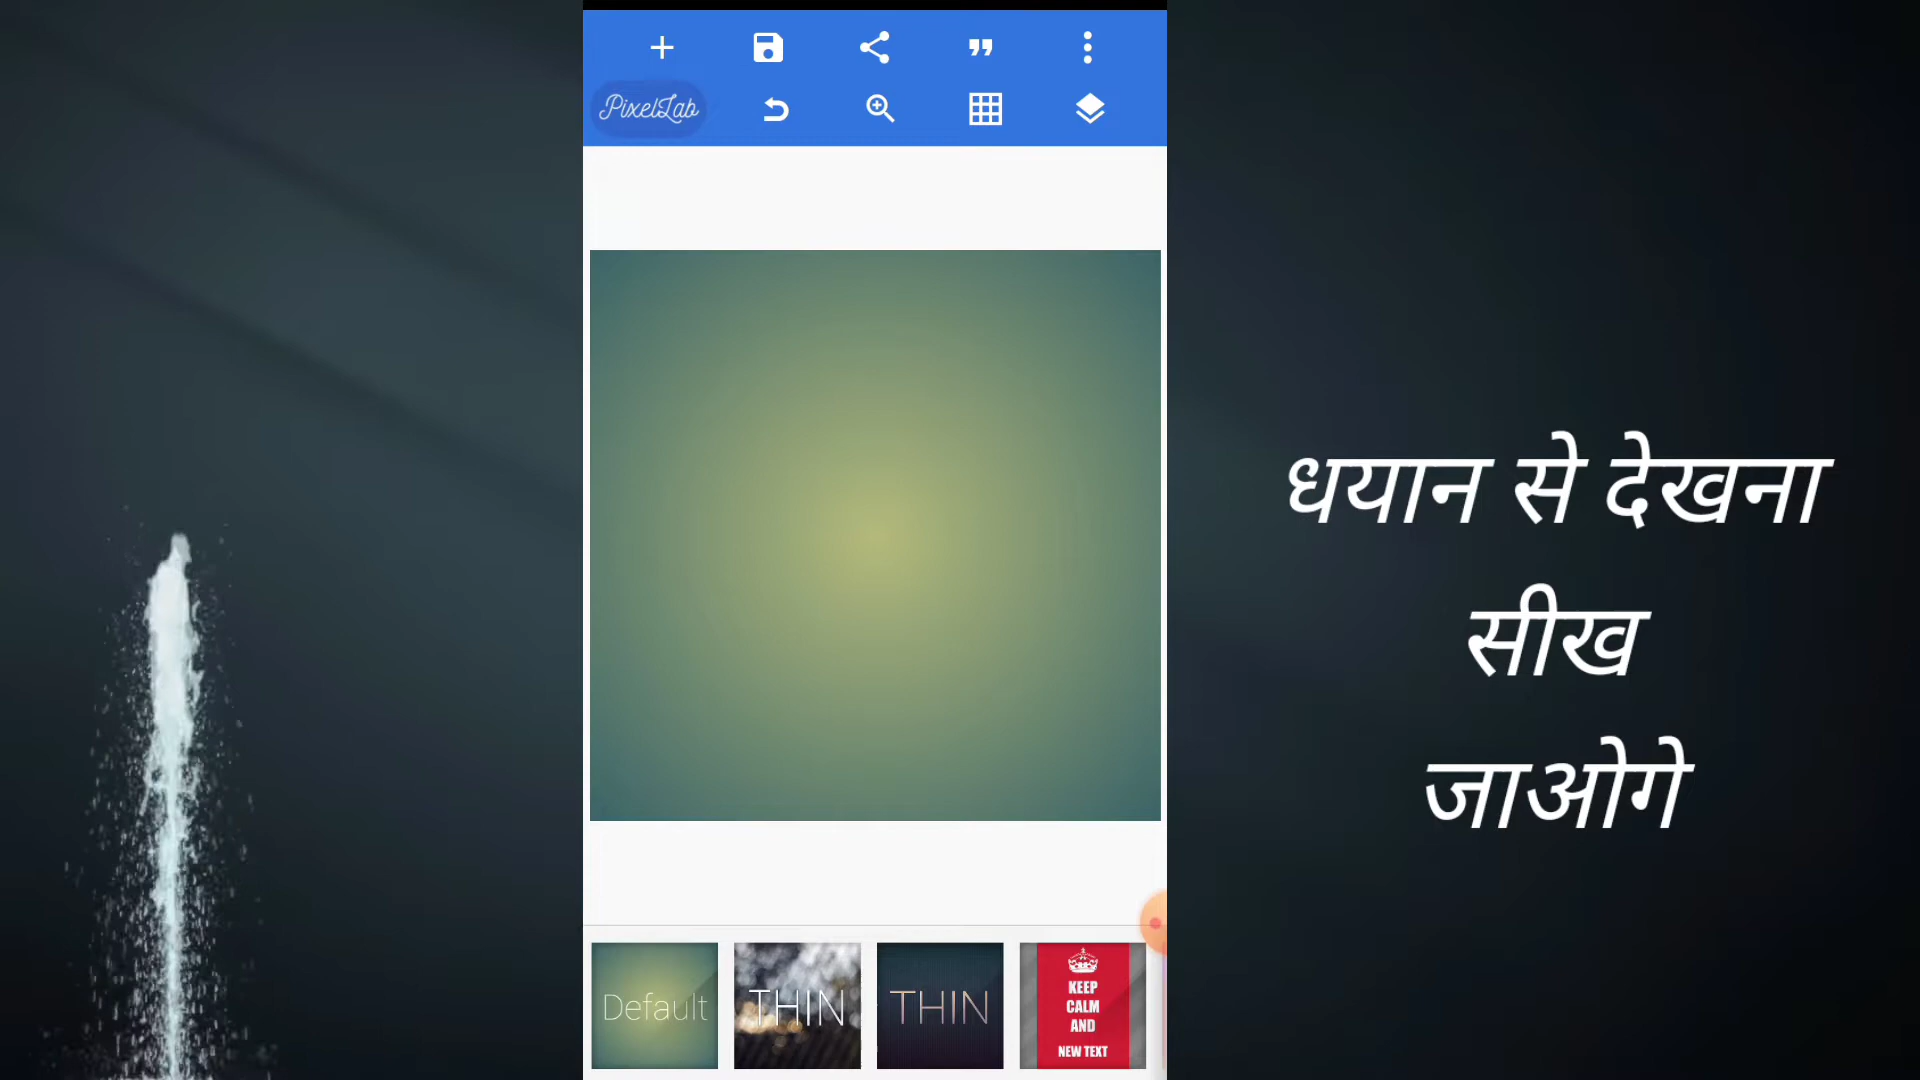 PixelLab
धयान से देखना
सीख
जाओगे
Default
THIN
THIN
KEEP
CALM
AND
NEW TEXT